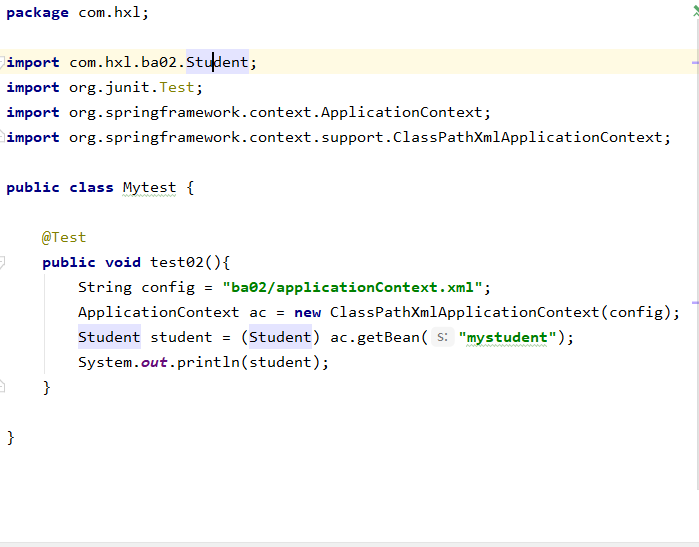 package com.hxl;
import com.hxl.ba02.Student;
import org.junit.Test;
import org.springframework.context.ApplicationContext;
import org.springframework.context.support.ClassPathXmlApplicationContext;
public class Mytest {
@Test
public void test02(){
String config = "ba02/applicationContext.xml";
ApplicationContext ac = new ClassPathXmlApplicationContext(config);
Student student = (Student) ac.getBean( s: "mystudent");
System.out.println(student);
}
}